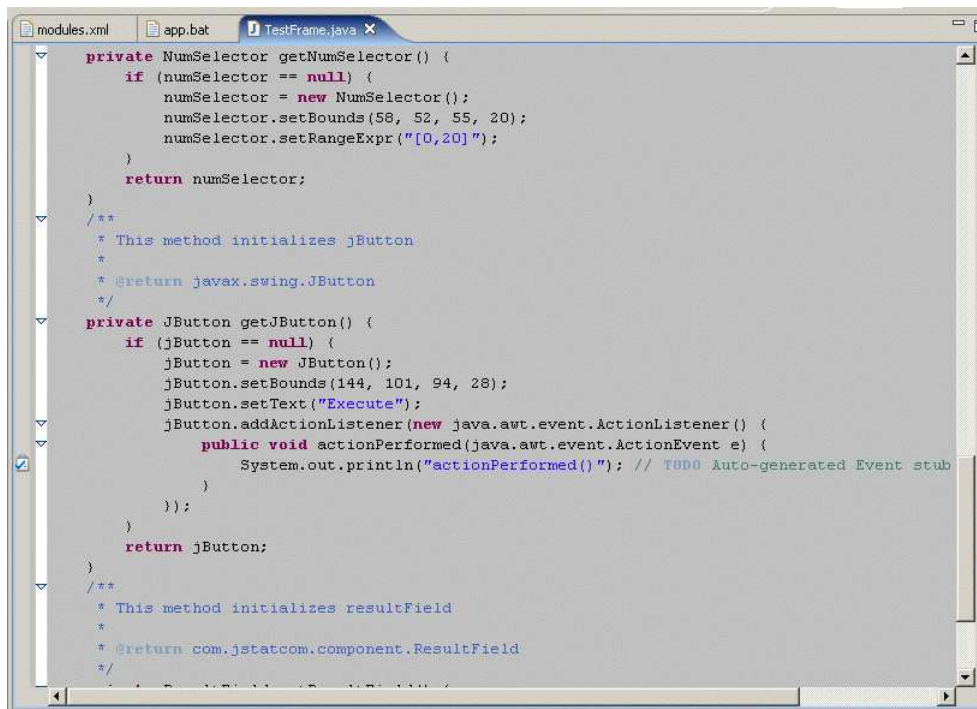 modules.xml app.bat TestFrame.java
private NumSelector getNumSelector() {
if (numSelector == null) {
numSelector = new NumSelector();
numSelector.setBounds(58, 52, 55, 20);
numSelector.setRangeExpr("[0,20]");
}
return numSelector;
}
/**
* This method initializes jButton
*
* @return javax.swing.JButton
*/
private JButton getJButton() {
if (jButton == null) {
jButton = new JButton();
jButton.setBounds(144, 101, 94, 28);
jButton.setText("Execute");
jButton.addActionListener(new java.awt.event.ActionListener() {
public void actionPerformed(java.awt.event.ActionEvent e) {
System.out.println("actionPerformed()"); // TODO Auto-generated Event stub
}
});
}
return jButton;
}
/**
* This method initializes resultField
*
* @return com.jstatcom.component.ResultField
*/